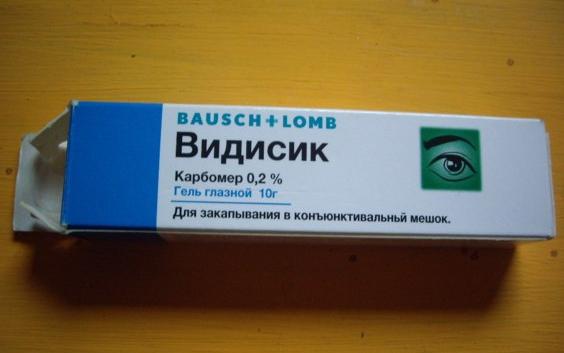 BAUSCH+LOMB
Видисик
Карбомер 0,2 %
Гель глазной 10г
Для закапывания в конъюнктивальный мешок.